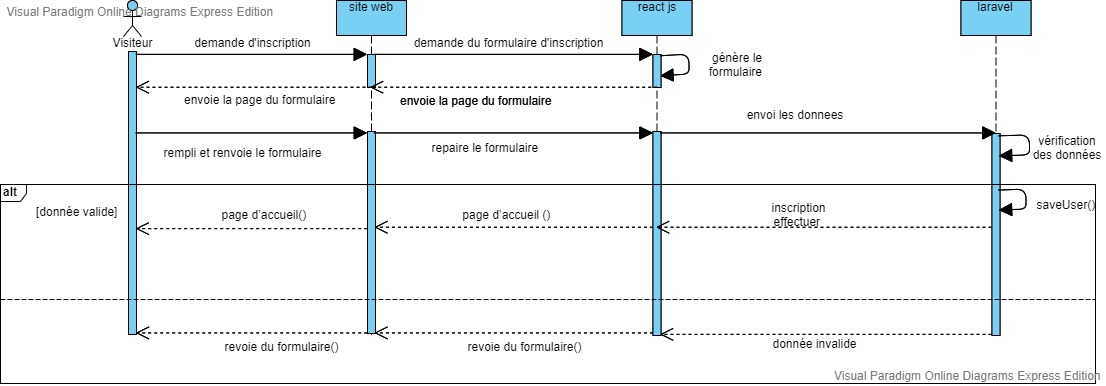 Visual Paradigm Online Diagrams Express Edition
site web
react js
laravel
Visiteur
demande d'inscription
demande du formulaire d'inscription
génère le
formulaire
envoie la page du formulaire
envoie la page du formulaire
envoi les donnees
rempli et renvoie le formulaire
repaire le formulaire
vérification
des données
alt
[donnée valide]
page d'accueil()
page d'accueil ()
inscription
effectuer
saveUser()
revoie du formulaire()
revoie du formulaire()
donnée invalide
Visual Paradigm Online Diagrams Express Edition